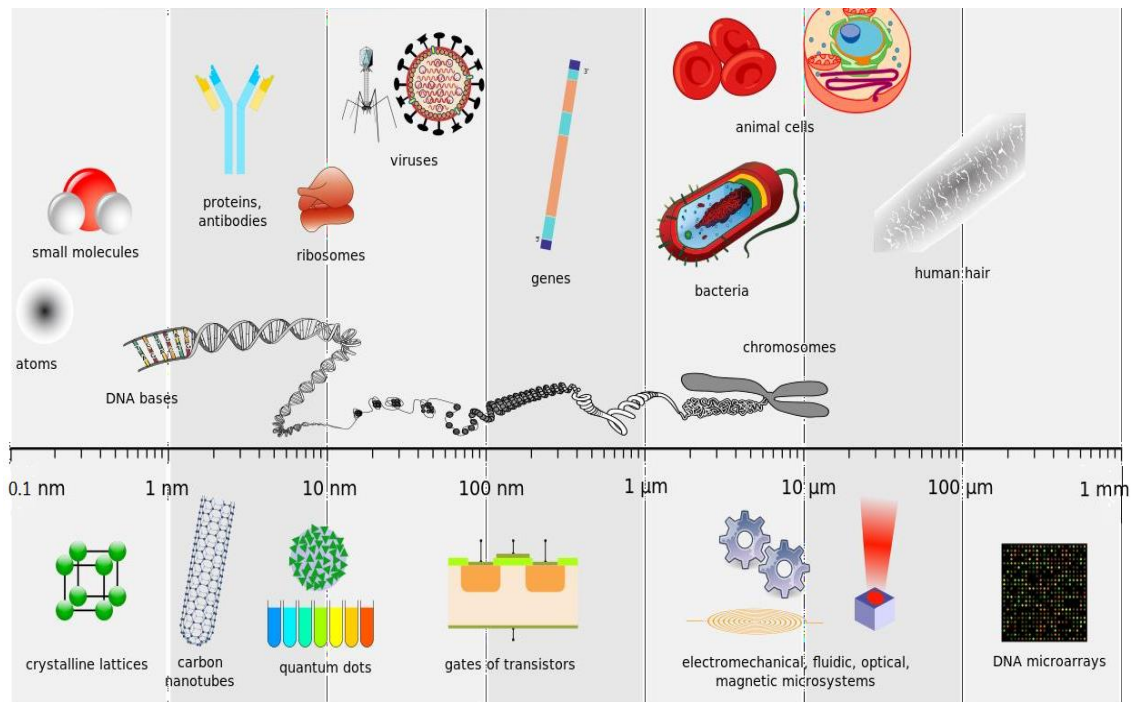 3'
viruses
animal cells
proteins,
antibodies
small molecules
ribosomes
5'
genes
human hair
bacteria
atoms
chromosomes
DNA bases
0.1 nm
1 nm
10 nm
100 nm
1 µm
10 µm
100 µm
1 mm
crystalline lattices
carbon
nanotubes
quantum dots
gates of transistors
electromechanical, fluidic, optical,
magnetic microsystems
DNA microarrays